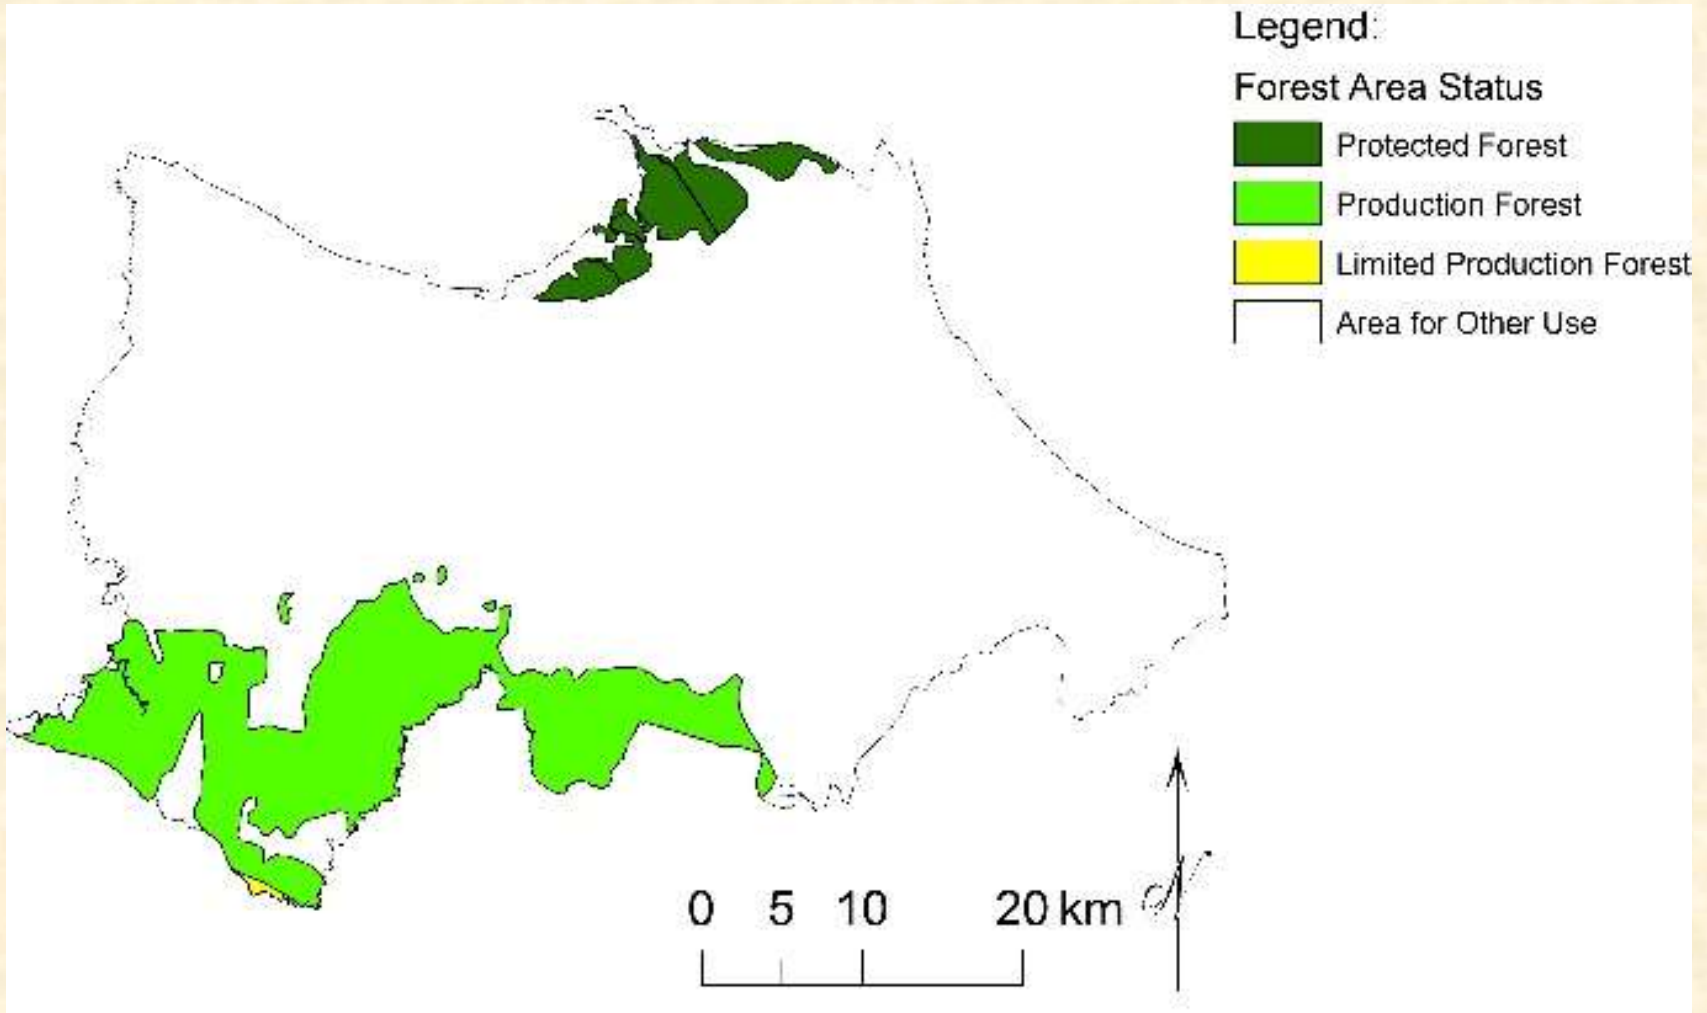 Legend:
Forest Area Status
Protected Forest
Production Forest
Limited Production Forest
Area for Other Use
0 5 10 20 km